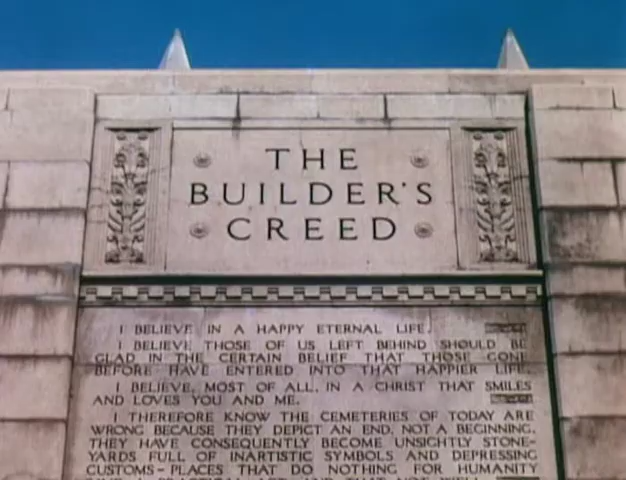 THE
BUILDER'S
CREED
I BELIEVE IN A HAPPY ETERNAL LIFE.
I BELIEVE THOSE OF US LEFT BEHIND SHOULD BE
GLAD IN THE CERTAIN BELIEF THAT THOSE GONE
BEFORE HAVE ENTERED INTO THAT HAPPIER LIFE.
I BELIEVE, MOST OF ALL, IN A CHRIST THAT SMILES
AND LOVES YOU AND ME.
I THEREFORE KNOW THE CEMETERIES OF TODAY ARE
WRONG BECAUSE THEY DEPICT AN END, NOT A BEGINNING.
THEY HAVE CONSEQUENTLY BECOME UNSIGHTLY STONE-
YARDS FULL OF INARTISTIC SYMBOLS AND DEPRESSING
CUSTOMS - PLACES THAT DO NOTHING FOR HUMANITY